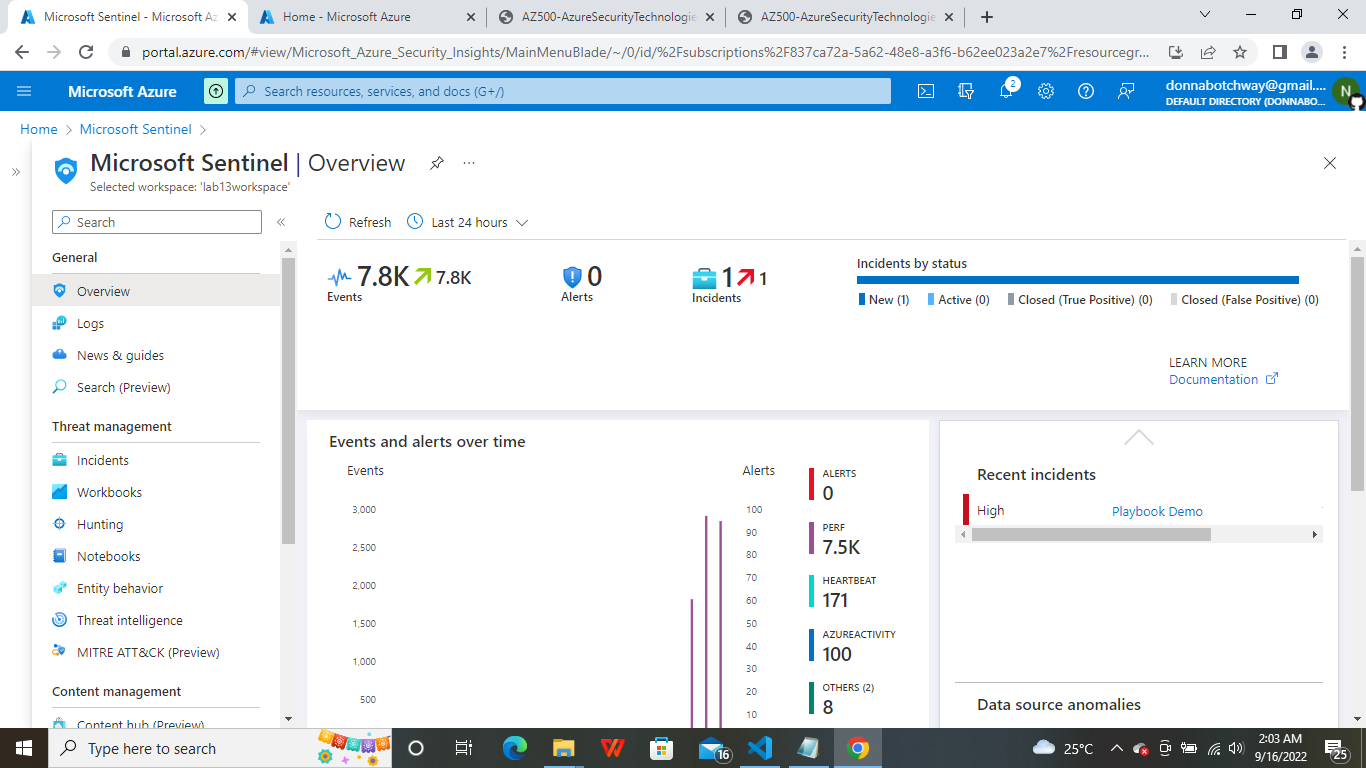 Microsoft Sentinel - Microsoft Az
Home - Microsoft Azure
AZ500-AzureSecurityTechnologie
AZ500-AzureSecurityTechnologie
portal.azure.com/#view/Microsoft_Azure_Security_Insights/MainMenuBlade/~/0/id/%2Fsubscriptions%2F837ca72a-5a62-48e8-a3f6-b62ee023a2e7%2Fresourcegr...
Microsoft Azure
Search resources, services, and docs (G+/)
2
donnabotchway@gmail....
DEFAULT DIRECTORY (DONNABO...
N
Home > Microsoft Sentinel >
Microsoft Sentinel | Overview
...
Selected workspace: 'lab13workspace'
Search
Refresh
Last 24 hours
General
Overview
Logs
News & guides
Search (Preview)
Threat management
Incidents
Workbooks
Hunting
Notebooks
Entity behavior
Threat intelligence
MITRE ATT&CK (Preview)
Content management
Content hub (Preview)
7.8K 7.8K
Events
0
Alerts
1 1
Incidents
Incidents by status
New (1) Active (0) Closed (True Positive) (0) Closed (False Positive) (0)
LEARN MORE
Documentation
Events and alerts over time
Events
Alerts
3,000
2,500
2,000
1,500
1,000
500
100
90
80
70
60
50
40
30
20
10
ALERTS
0
PERF
7.5K
HEARTBEAT
171
AZUREACTIVITY
100
OTHERS (2)
8
Recent incidents
High Playbook Demo
Data source anomalies
Type here to search
16
25°C
2:03 AM
9/16/2022
25